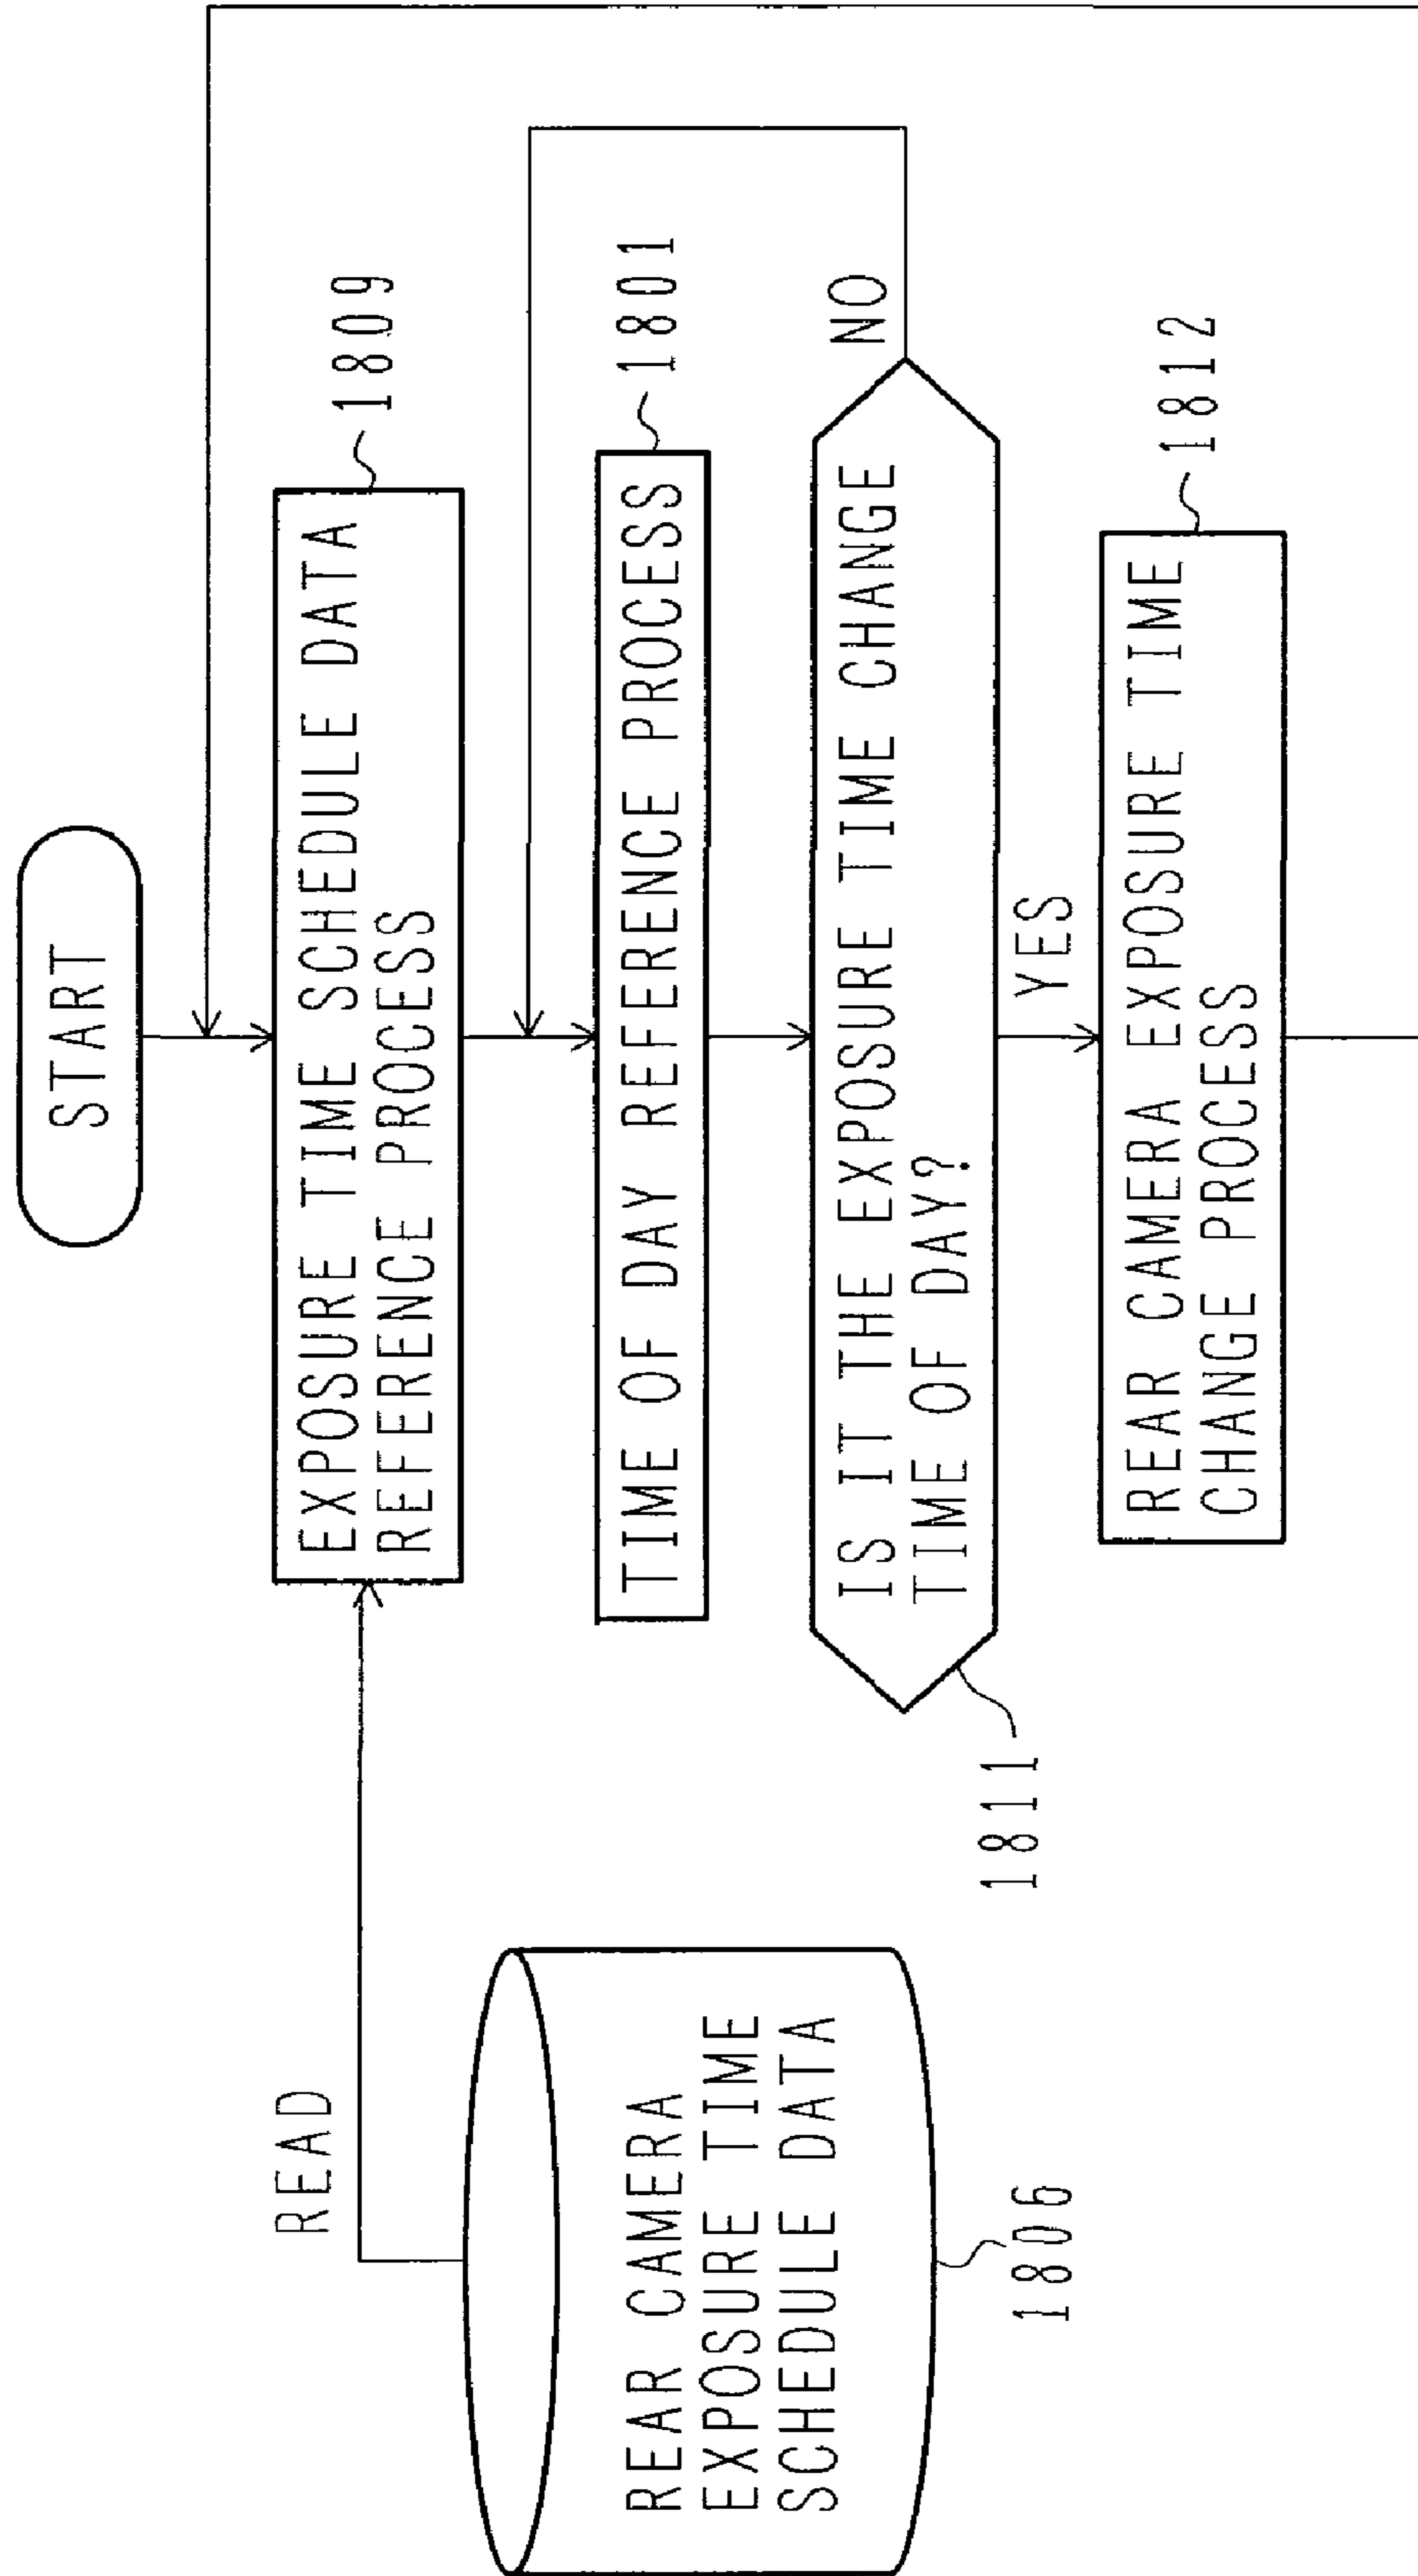 START
EXPOSURE TIME SCHEDULE DATA
REFERENCE PROCESS
1809
READ
TIME OF DAY REFERENCE PROCESS
1801
REAR CAMERA
EXPOSURE TIME
SCHEDULE DATA
1806
IS IT THE EXPOSURE TIME CHANGE
TIME OF DAY?
NO
1811
YES
REAR CAMERA EXPOSURE TIME
CHANGE PROCESS
1812